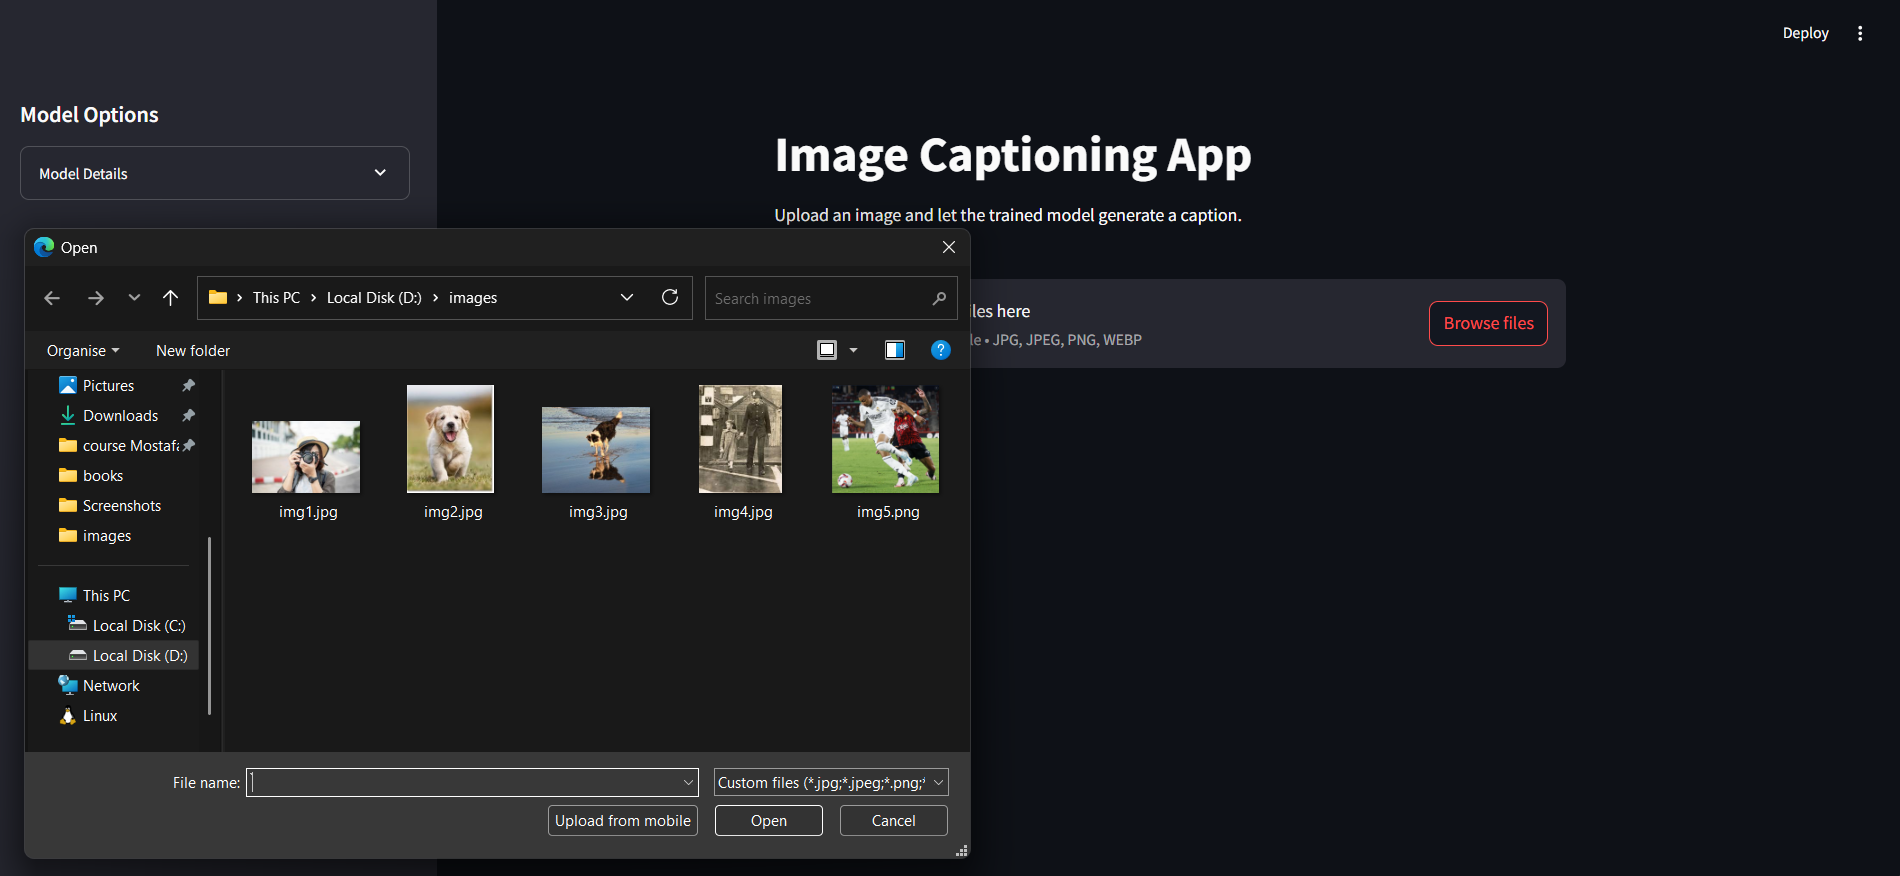 Deploy
Model Options
Model Details
Image Captioning App
Upload an image and let the trained model generate a caption.
Open
This PC
Local Disk (D:)
images
Search images
les here
le • JPG, JPEG, PNG, WEBP
Browse files
Organise
New folder
Pictures
Downloads
course Mostafa
books
Screenshots
images
This PC
Local Disk (C:)
Local Disk (D:)
Network
Linux
img1.jpg
img2.jpg
img3.jpg
img4.jpg
img5.png
File name:
Custom files (*.jpg;*.jpeg;*.png;*
Upload from mobile
Open
Cancel